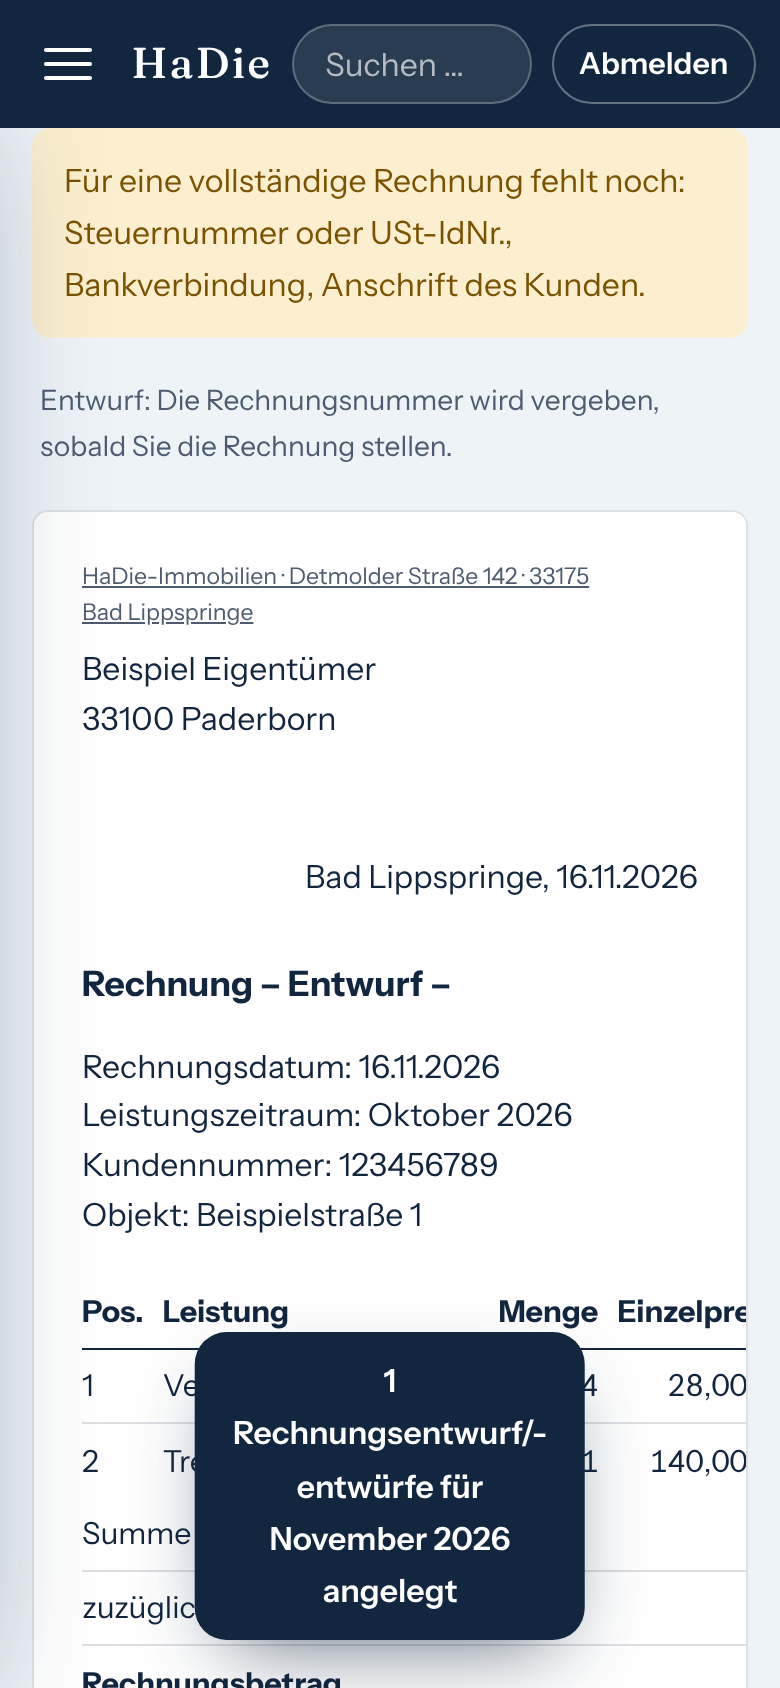 HaDie
Suchen ...
Abmelden
Für eine vollständige Rechnung fehlt noch:
Steuernummer oder USt-IdNr.,
Bankverbindung, Anschrift des Kunden.
Entwurf: Die Rechnungsnummer wird vergeben,
sobald Sie die Rechnung stellen.
HaDie-Immobilien · Detmolder Straße 142 · 33175
Bad Lippspringe
Beispiel Eigentümer
33100 Paderborn
Bad Lippspringe, 16.11.2026
Rechnung – Entwurf –
Rechnungsdatum: 16.11.2026
Leistungszeitraum: Oktober 2026
Kundennummer: 123456789
Objekt: Beispielstraße 1
Pos. Leistung Menge
1 28,00
2 140,00
Summe
Rechnungsbetrag
1
Rechnungsentwurf/-
entwürfe für
November 2026
angelegt